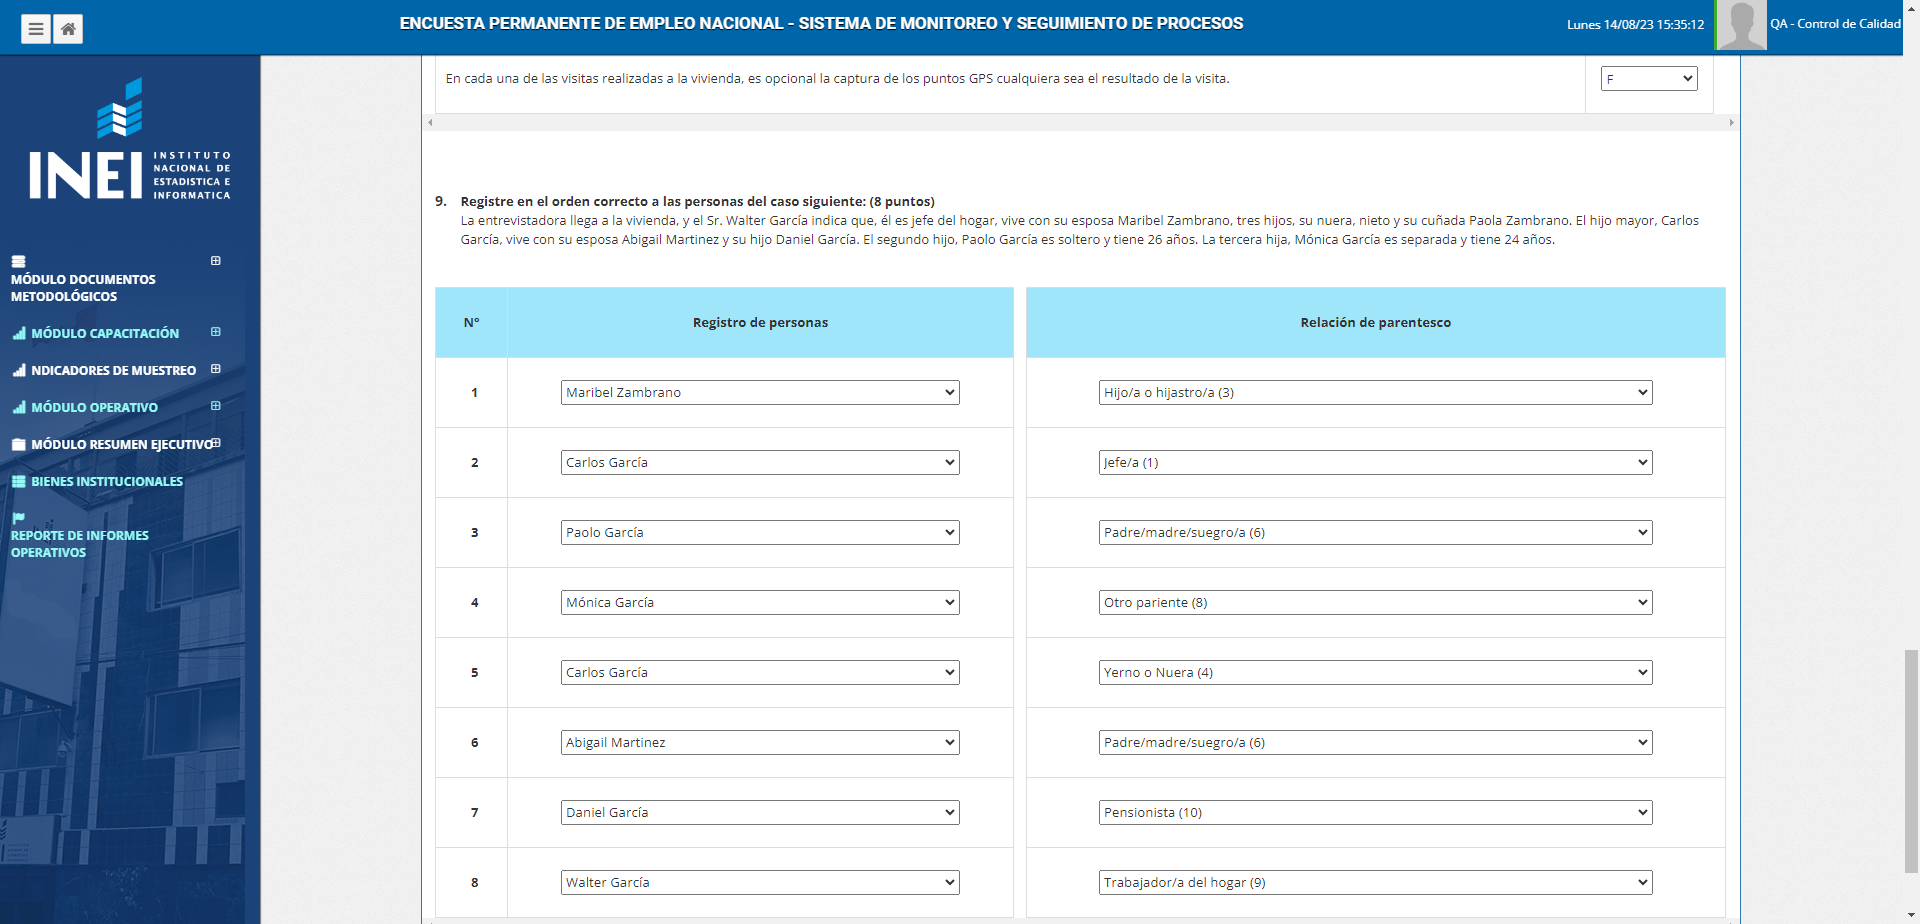 ENCUESTA PERMANENTE DE EMPLEO NACIONAL - SISTEMA DE MONITOREO Y SEGUIMIENTO DE PROCESOS
Lunes 14/08/23 15:35:12
QA - Control de Calidad
INEI
INSTITUTO
NACIONAL DE
ESTADISTICA E
INFORMATICA
MÓDULO DOCUMENTOS
METODOLÓGICOS
MÓDULO CAPACITACIÓN
NDICADORES DE MUESTREO
MÓDULO OPERATIVO
MÓDULO RESUMEN EJECUTIVO
BIENES INSTITUCIONALES
REPORTE DE INFORMES
OPERATIVOS
En cada una de las visitas realizadas a la vivienda, es opcional la captura de los puntos GPS cualquiera sea el resultado de la visita.
F
9. Registre en el orden correcto a las personas del caso siguiente: (8 puntos)
La entrevistadora llega a la vivienda, y el Sr. Walter García indica que, él es jefe del hogar, vive con su esposa Maribel Zambrano, tres hijos, su nuera, nieto y su cuñada Paola Zambrano. El hijo mayor, Carlos
García, vive con su esposa Abigail Martinez y su hijo Daniel García. El segundo hijo, Paolo García es soltero y tiene 26 años. La tercera hija, Mónica García es separada y tiene 24 años.
N° Registro de personas Relación de parentesco
1 Maribel Zambrano Hijo/a o hijastro/a (3)
2 Carlos García Jefe/a (1)
3 Paolo García Padre/madre/suegro/a (6)
4 Mónica García Otro pariente (8)
5 Carlos García Yerno o Nuera (4)
6 Abigail Martinez Padre/madre/suegro/a (6)
7 Daniel García Pensionista (10)
8 Walter García Trabajador/a del hogar (9)